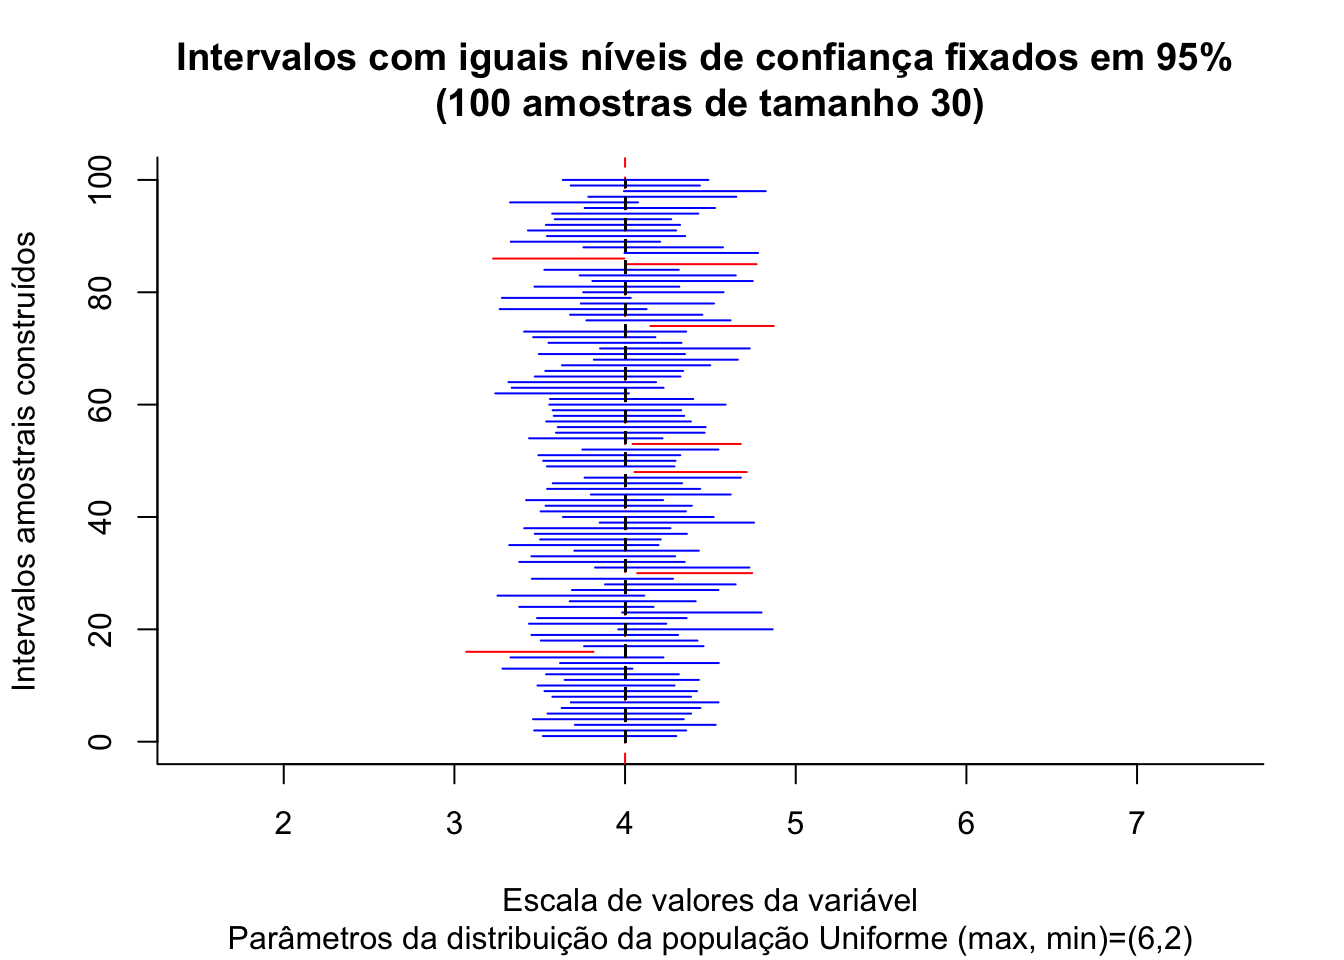 Intervalos com iguais níveis de confiança fixados em 95%
(100 amostras de tamanho 30)
Intervalos amostrais construídos
100
80
60
40
20
0
2 3 4 5 6 7
Escala de valores da variável
Parâmetros da distribuição da população Uniforme (max, min)=(6,2)